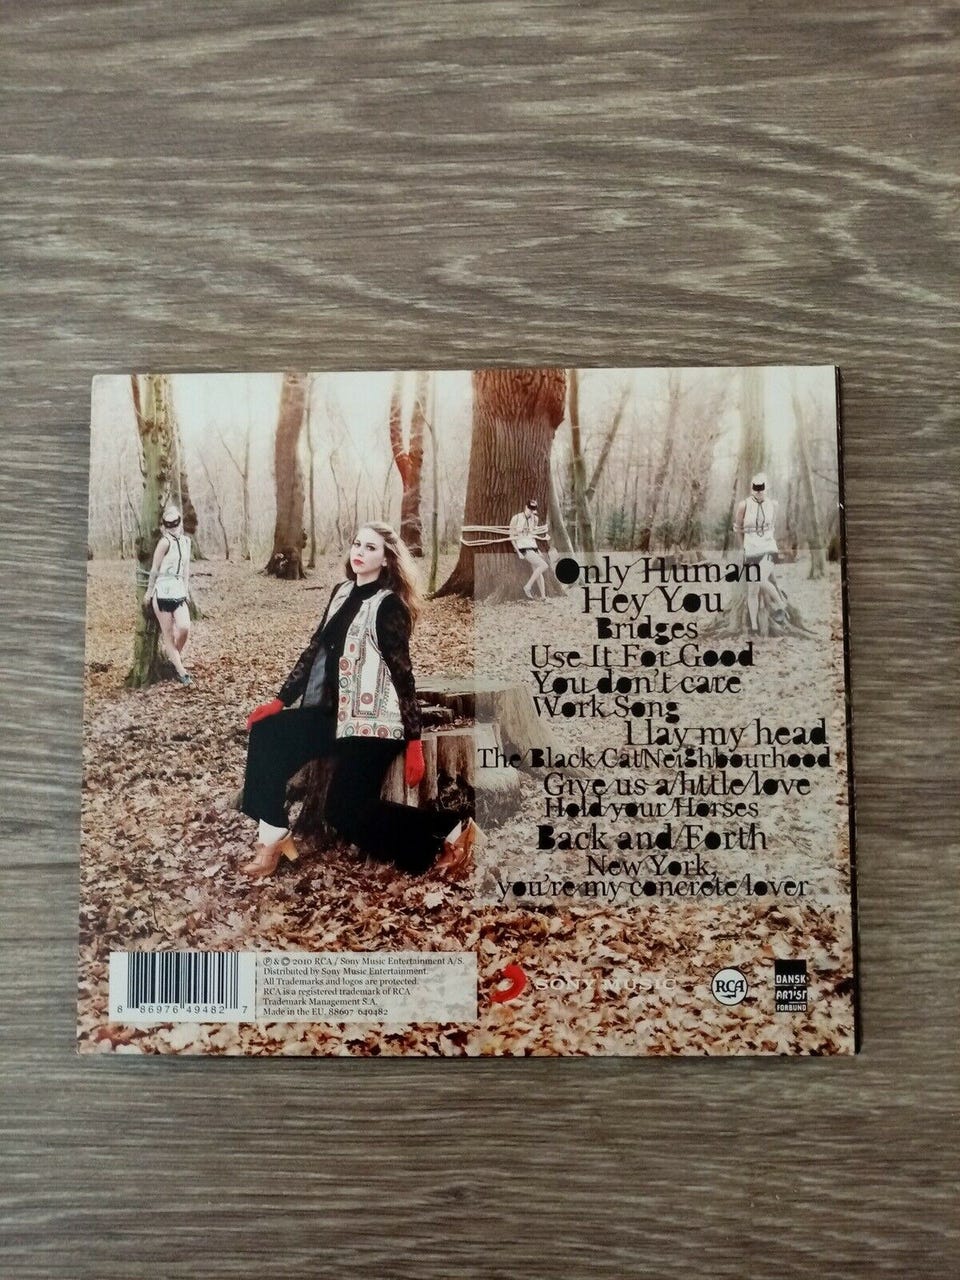 Only Human
Hey You
Bridges
Use It For Good
You don't care
Work Song
I lay my head
The Black Cat Neighbourhood
Give us a little love
Hold your Horses
Back and Forth
New York,
you're my concrete lover
8 86976 49482 7
℗ & © 2010 RCA / Sony Music Entertainment A/S.
Distributed by Sony Music Entertainment.
All Trademarks and logos are protected.
RCA is a registered trademark of RCA
Trademark Management S.A.
Made in the EU. 88697 649482
SONY MUSIC
RCA
DANSK
ARTIST
FORBUND